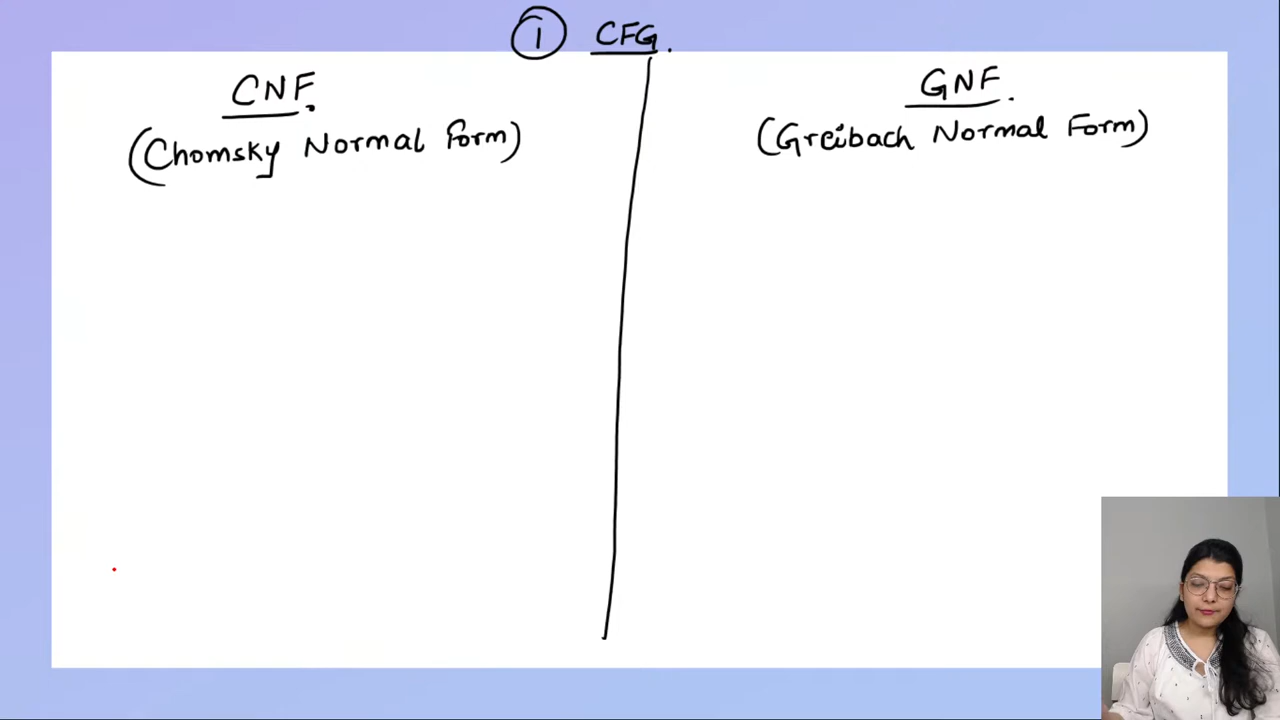 1 CFG.
CNF.
(Chomsky Normal Form)
GNF.
(Greibach Normal Form)